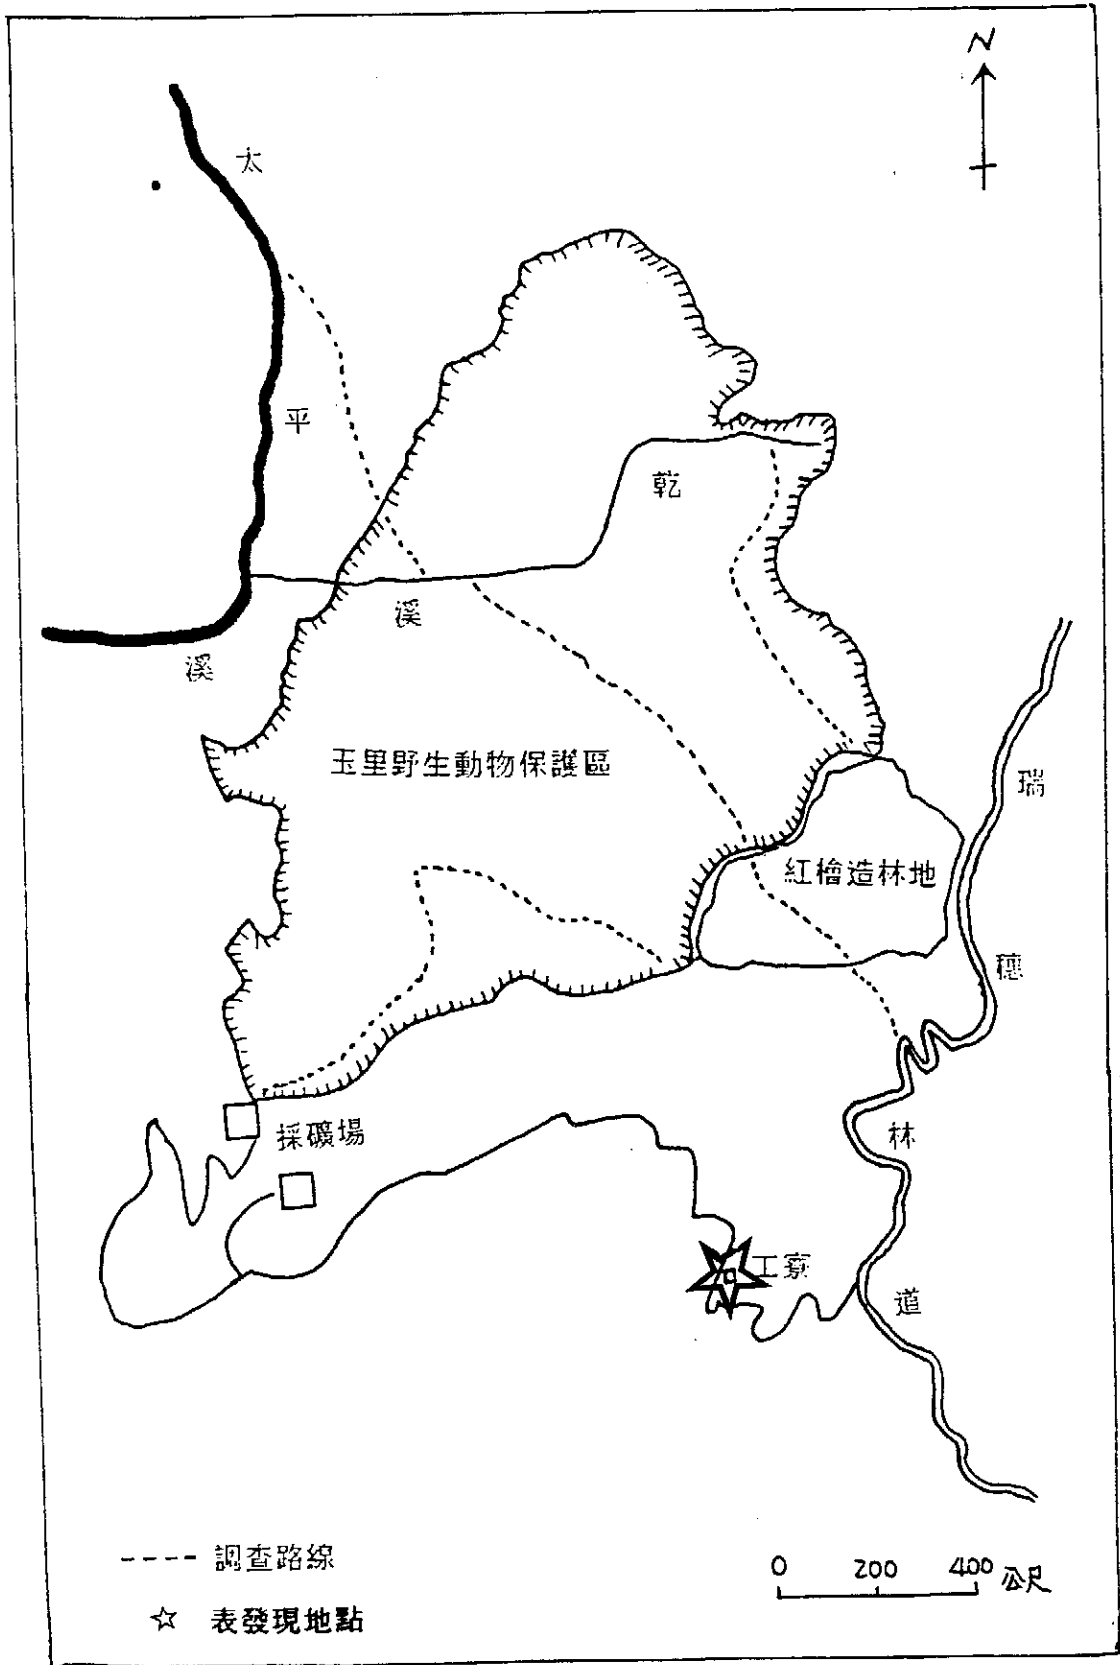 N
太平溪
乾溪
玉里野生動物保護區
紅檜造林地
瑞穗林道
採礦場
工寮
調查路線
0 200 400 公尺
☆ 表發現地點